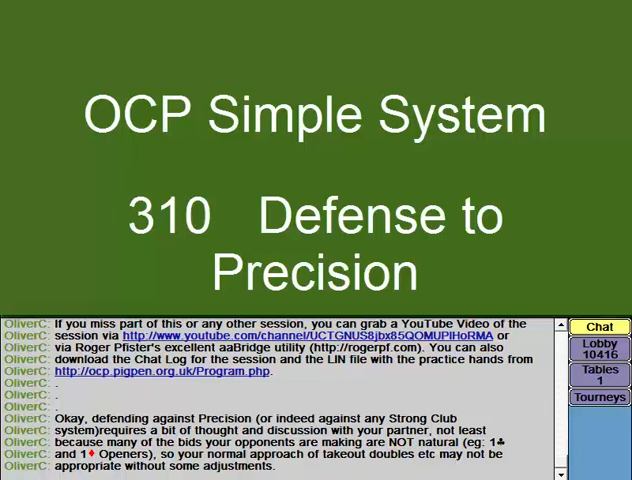 OCP Simple System
310 Defense to
Precision
OliverC: If you miss part of this or any other session, you can grab a YouTube Video of the
OliverC: session via http://www.youtube.com/channel/UCTGNUS8jbx85QOMUPlHoRMA or
OliverC: via Roger Pfister's excellent aaBridge utility (http://rogerpf.com). You can also
OliverC: download the Chat Log for the session and the LIN file with the practice hands from
OliverC: http://ocp.pigpen.org.uk/Program.php.
OliverC: .
OliverC: .
OliverC: .
OliverC: Okay, defending against Precision (or indeed against any Strong Club
OliverC: system)requires a bit of thought and discussion with your partner, not least
OliverC: because many of the bids your opponents are making are NOT natural (eg: 1♣
OliverC: and 1♦ Openers), so your normal approach of takeout doubles etc may not be
OliverC: appropriate without some adjustments.
Chat
Lobby
10416
Tables
1
Tourneys